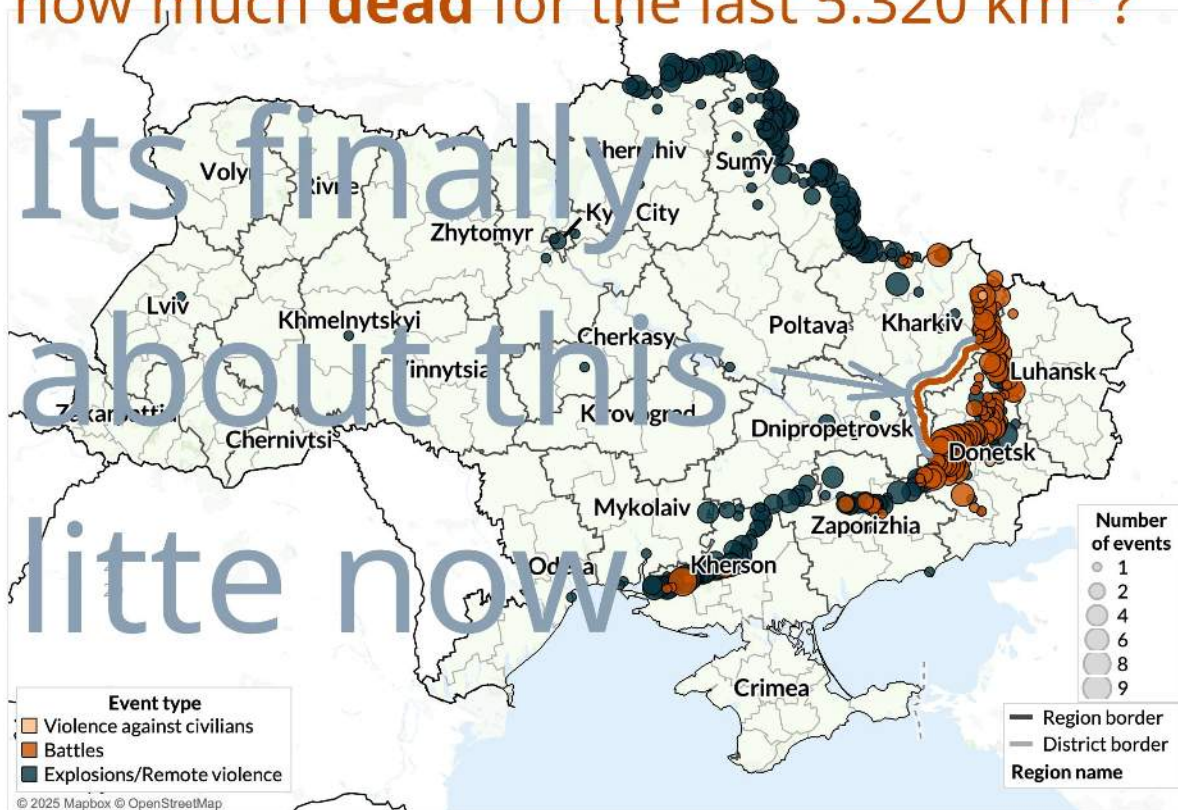 how much dead for the last 5.320 km ?
Its finally
about this
litte now
Volyn
Rivne
Zhytomyr
Kyiv City
Chernihiv
Sumy
Lviv
Khmelnytskyi
Vinnytsia
Cherkasy
Poltava
Kharkiv
Luhansk
Zakarpattia
Chernivtsi
Kirovograd
Dnipropetrovsk
Donetsk
Mykolaiv
Zaporizhia
Odesa
Kherson
Crimea
Number
of events
1
2
4
6
8
9
Event type
Violence against civilians
Battles
Explosions/Remote violence
Region border
District border
Region name
© 2025 Mapbox © OpenStreetMap